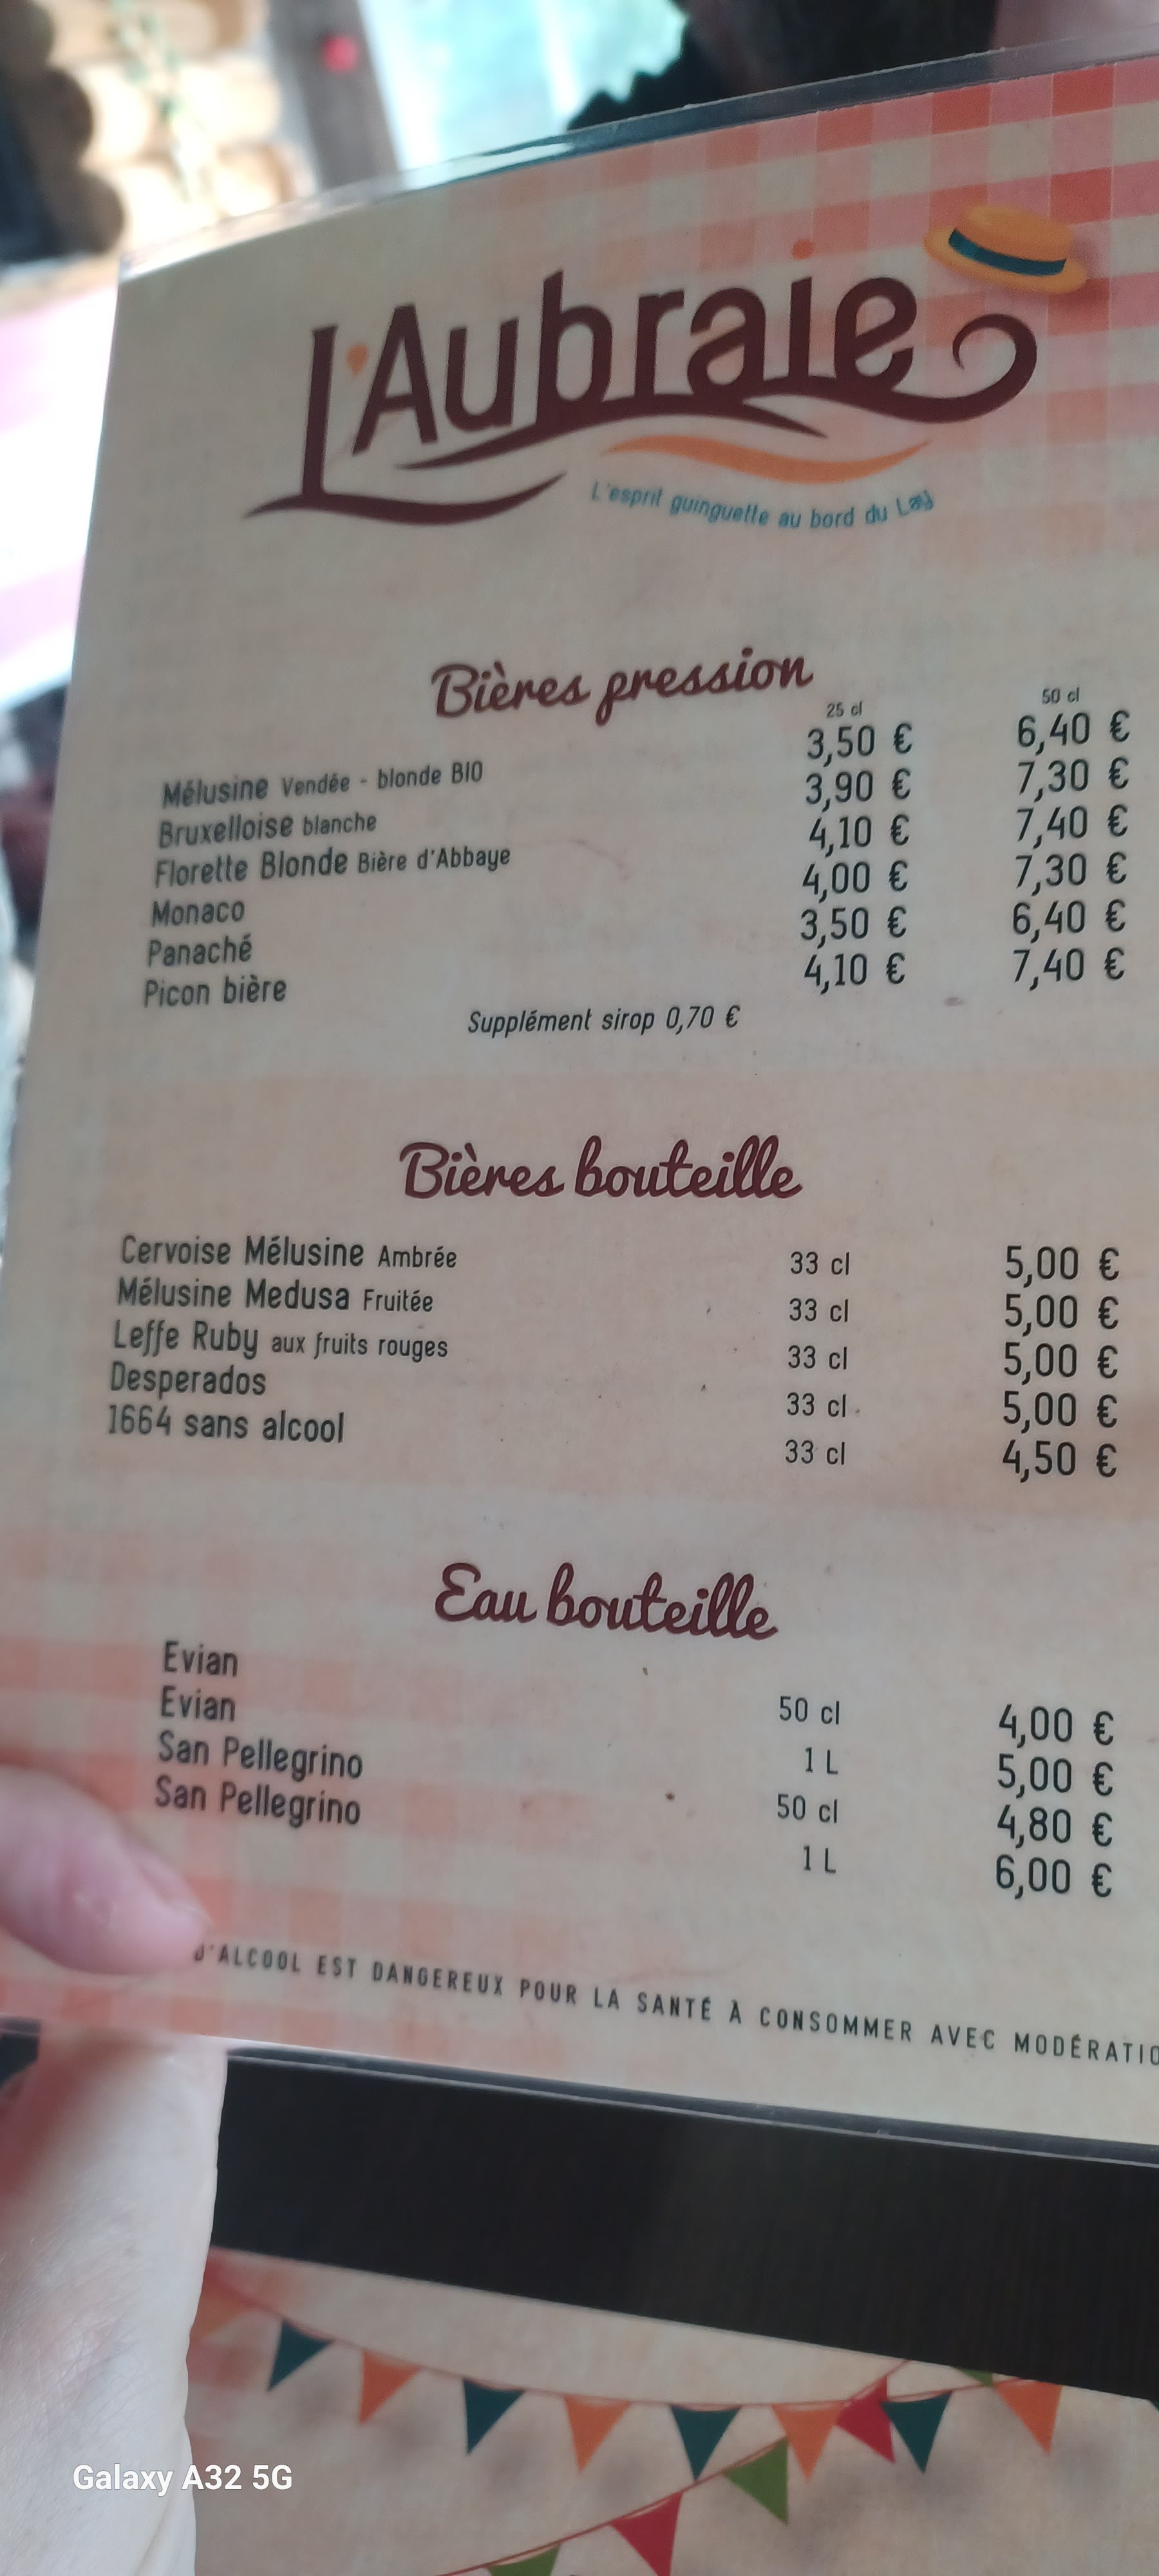 L'Aubraie
L'esprit guinguette au bord du Lay
Bières pression
25 cl 50 cl
Mélusine Vendée - blonde BIO 3,50 € 6,40 €
Bruxelloise blanche 3,90 € 7,30 €
Florette Blonde Bière d'Abbaye 4,10 € 7,40 €
Monaco 4,00 € 7,30 €
Panaché 3,50 € 6,40 €
Picon bière 4,10 € 7,40 €
Supplément sirop 0,70 €
Bières bouteille
Cervoise Mélusine Ambrée 33 cl 5,00 €
Mélusine Medusa Fruitée 33 cl 5,00 €
Leffe Ruby aux fruits rouges 33 cl 5,00 €
Desperados 33 cl 5,00 €
1664 sans alcool 33 cl 4,50 €
Eau bouteille
Evian 50 cl 4,00 €
Evian 1 L 5,00 €
San Pellegrino 50 cl 4,80 €
San Pellegrino 1 L 6,00 €
D'ALCOOL EST DANGEREUX POUR LA SANTÉ À CONSOMMER AVEC MODÉRATIO
Galaxy A32 5G